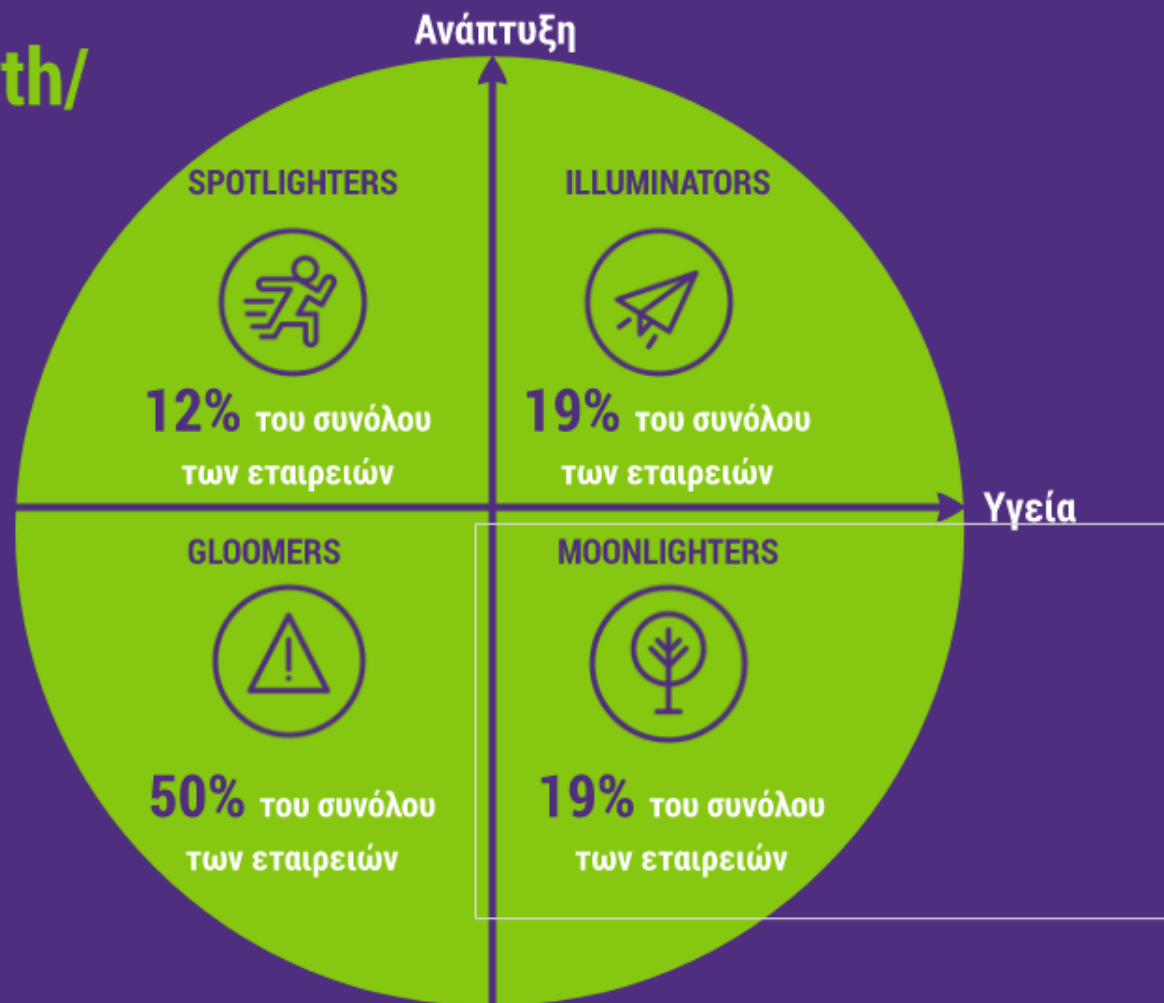 th/
Ανάπτυξη
SPOTLIGHTERS
12% του συνόλου
των εταιρειών
ILLUMINATORS
19% του συνόλου
των εταιρειών
Υγεία
GLOOMERS
50% του συνόλου
των εταιρειών
MOONLIGHTERS
19% του συνόλου
των εταιρειών